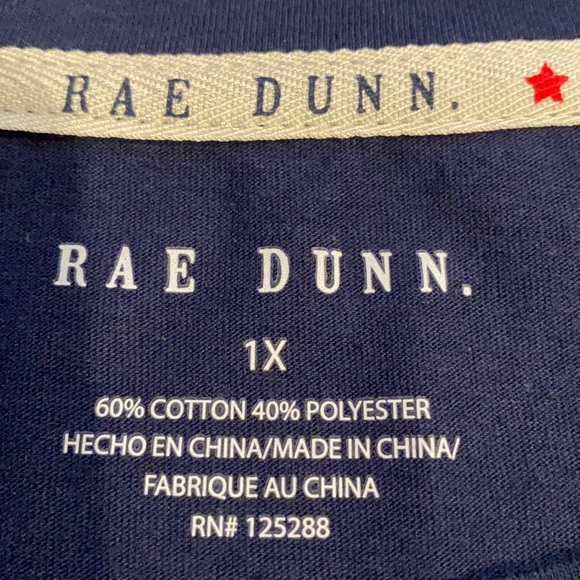 RAE DUNN.
RAE DUNN.
1X
60% COTTON 40% POLYESTER
HECHO EN CHINA/MADE IN CHINA/
FABRIQUE AU CHINA
RN# 125288